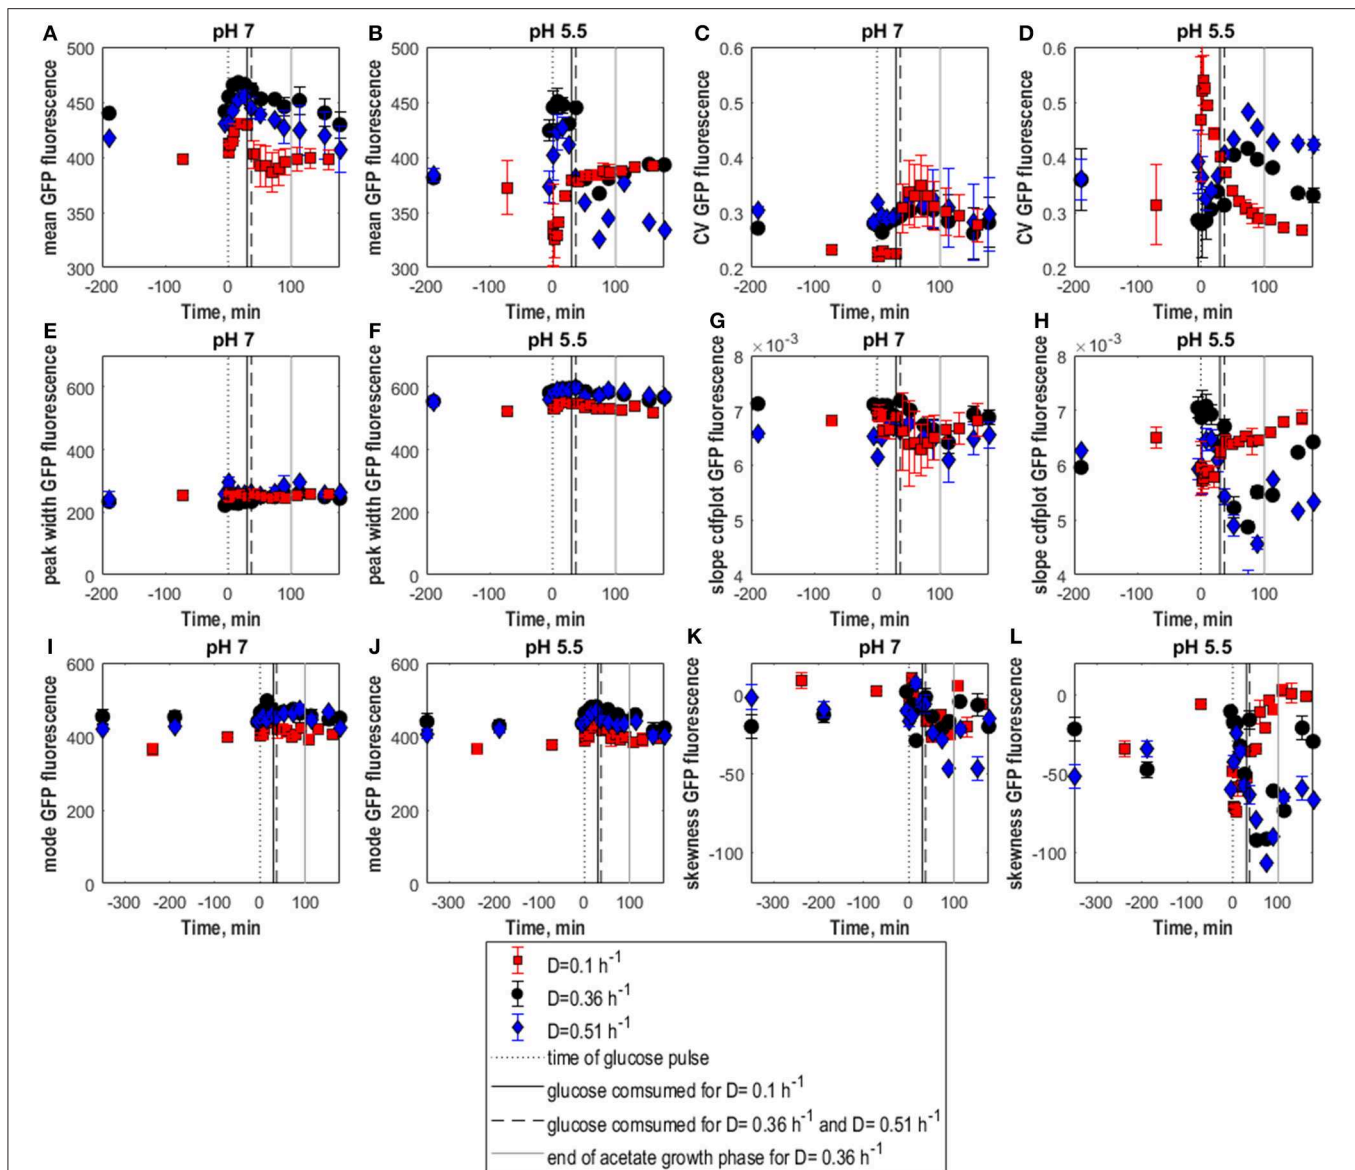 A pH 7
B pH 5.5
C pH 7
D pH 5.5
mean GFP fluorescence
500
450
400
350
300
-200 -100 0 100
Time, min
mean GFP fluorescence
500
450
400
350
300
-200 -100 0 100
Time, min
CV GFP fluorescence
0.6
0.5
0.4
0.3
0.2
-200 -100 0 100
Time, min
CV GFP fluorescence
0.6
0.5
0.4
0.3
0.2
-200 -100 0 100
Time, min
E pH 7
F pH 5.5
G pH 7
H pH 5.5
peak width GFP fluorescence
600
400
200
0
-200 -100 0 100
Time, min
peak width GFP fluorescence
600
400
200
0
-200 -100 0 100
Time, min
slope cdfplot GFP fluorescence
×10-3
8
7
6
5
4
-200 -100 0 100
Time, min
slope cdfplot GFP fluorescence
×10-3
8
7
6
5
4
-200 -100 0 100
Time, min
I pH 7
J pH 5.5
K pH 7
L pH 5.5
mode GFP fluorescence
600
400
200
0
-300 -200 -100 0 100
Time, min
mode GFP fluorescence
600
400
200
0
-300 -200 -100 0 100
Time, min
skewness GFP fluorescence
0
-50
-100
-300 -200 -100 0 100
Time, min
skewness GFP fluorescence
0
-50
-100
-300 -200 -100 0 100
Time, min
D=0.1 h-1
D=0.36 h-1
D=0.51 h-1
time of glucose pulse
glucose comsumed for D= 0.1 h-1
glucose comsumed for D= 0.36 h-1 and D= 0.51 h-1
end of acetate growth phase for D= 0.36 h-1